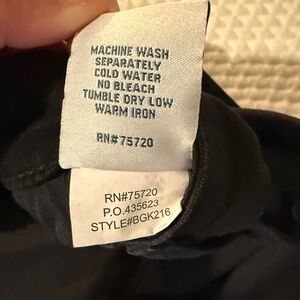 MACHINE WASH
SEPARATELY
COLD WATER
NO BLEACH
TUMBLE DRY LOW
WARM IRON
RN#75720
RN#75720
P.O.435623
STYLE#BGK216